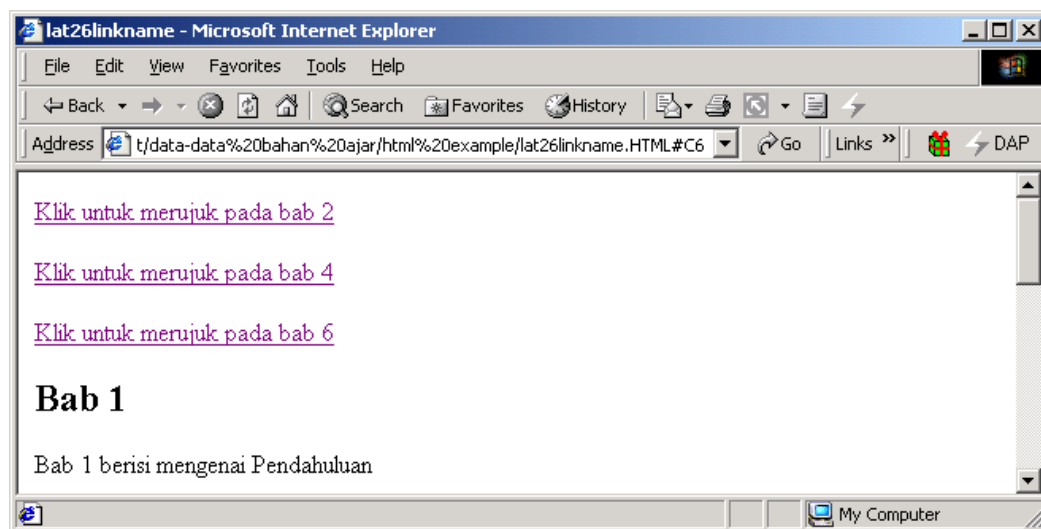 lat26linkname - Microsoft Internet Explorer
File Edit View Favorites Tools Help
Back Search Favorites History
Address t/data-data%20bahan%20ajar/html%20example/lat26linkname.HTML#C6 Go Links » DAP
Klik untuk merujuk pada bab 2
Klik untuk merujuk pada bab 4
Klik untuk merujuk pada bab 6
Bab 1
Bab 1 berisi mengenai Pendahuluan
My Computer